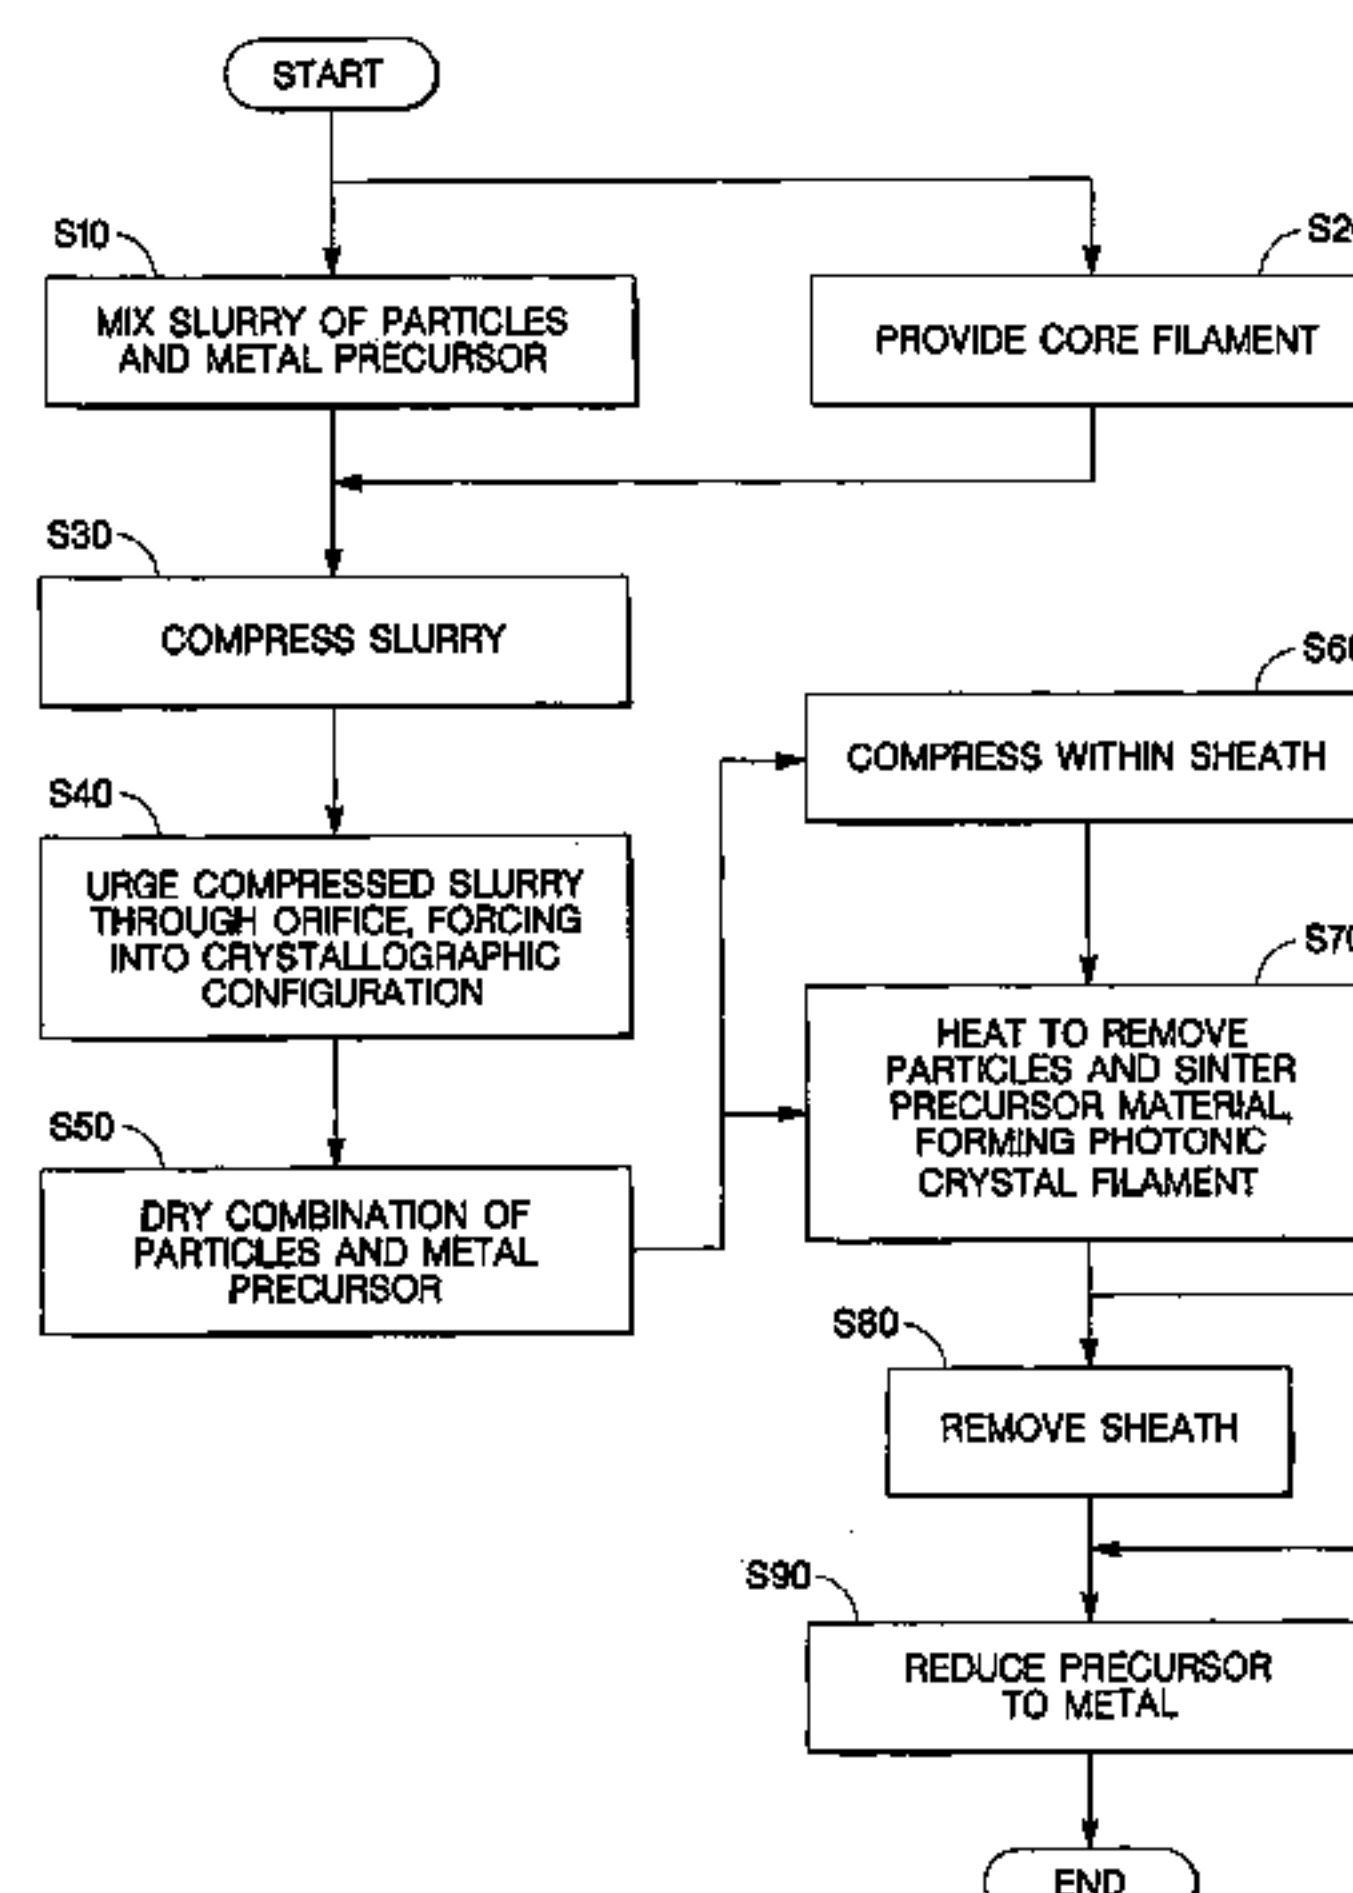 START
S10
MIX SLURRY OF PARTICLES
AND METAL PRECURSOR
PROVIDE CORE FILAMENT
S30
COMPRESS SLURRY
S40
URGE COMPRESSED SLURRY
THROUGH ORIFICE, FORCING
INTO CRYSTALLOGRAPHIC
CONFIGURATION
S50
DRY COMBINATION OF
PARTICLES AND METAL
PRECURSOR
COMPRESS WITHIN SHEATH
HEAT TO REMOVE
PARTICLES AND SINTER
PRECURSOR MATERIAL,
FORMING PHOTONIC
CRYSTAL FILAMENT
S80
REMOVE SHEATH
S90
REDUCE PRECURSOR
TO METAL
END